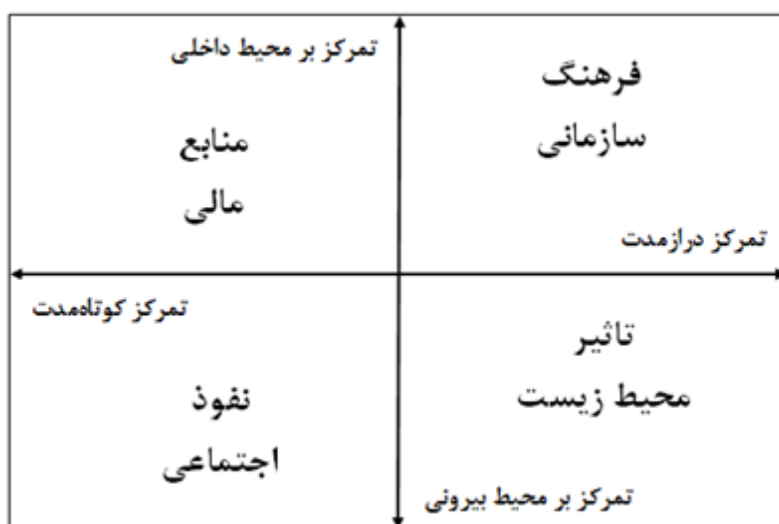 تمرکز بر محیط داخلی
فرهنگ
سازمانی
منابع
مالی
تمرکز درازمدت
تمرکز کوتاه‌مدت
تاثیر
محیط زیست
نفوذ
اجتماعی
تمرکز بر محیط بیرونی